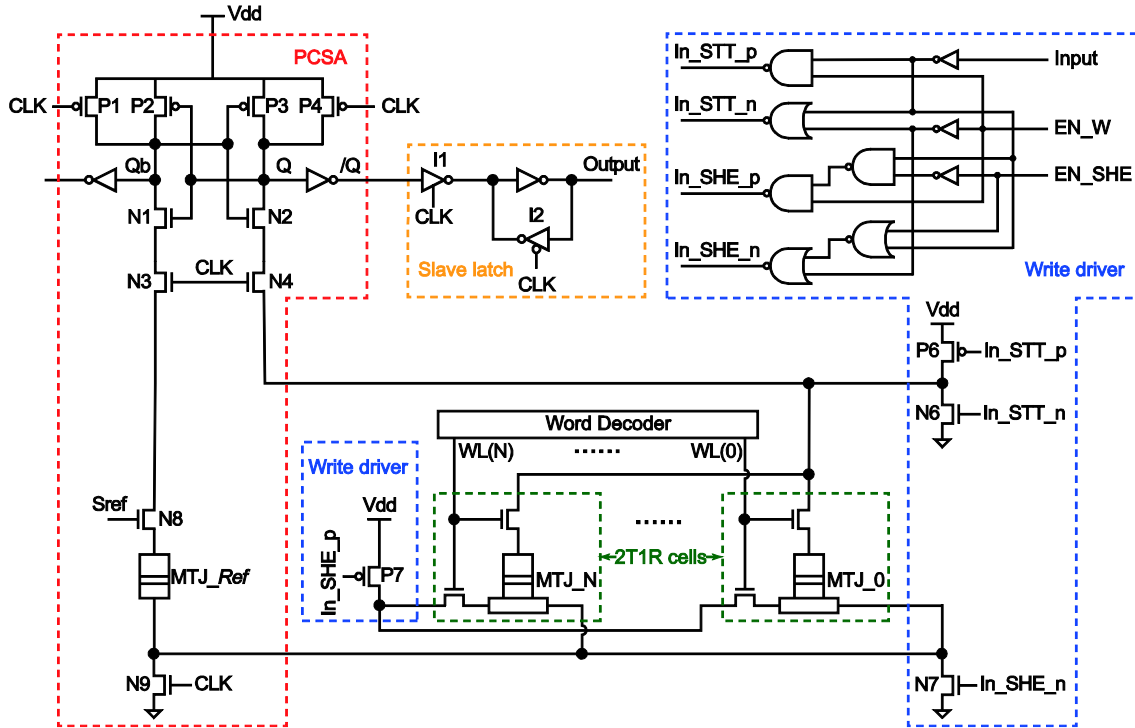 Vdd
PCSA
CLK
P1
P2
P3
P4
CLK
Qb
Q
/Q
N1
N2
N3
CLK
N4
I1
CLK
Output
I2
CLK
Slave latch
In_STT_p
Input
In_STT_n
EN_W
In_SHE_p
EN_SHE
In_SHE_n
Write driver
Vdd
P6
In_STT_p
N6
In_STT_n
Word Decoder
WL(N)
WL(0)
Write driver
Vdd
In_SHE_p
P7
2T1R cells
MTJ_N
MTJ_0
Sref
N8
MTJ_Ref
N9
CLK
N7
In_SHE_n